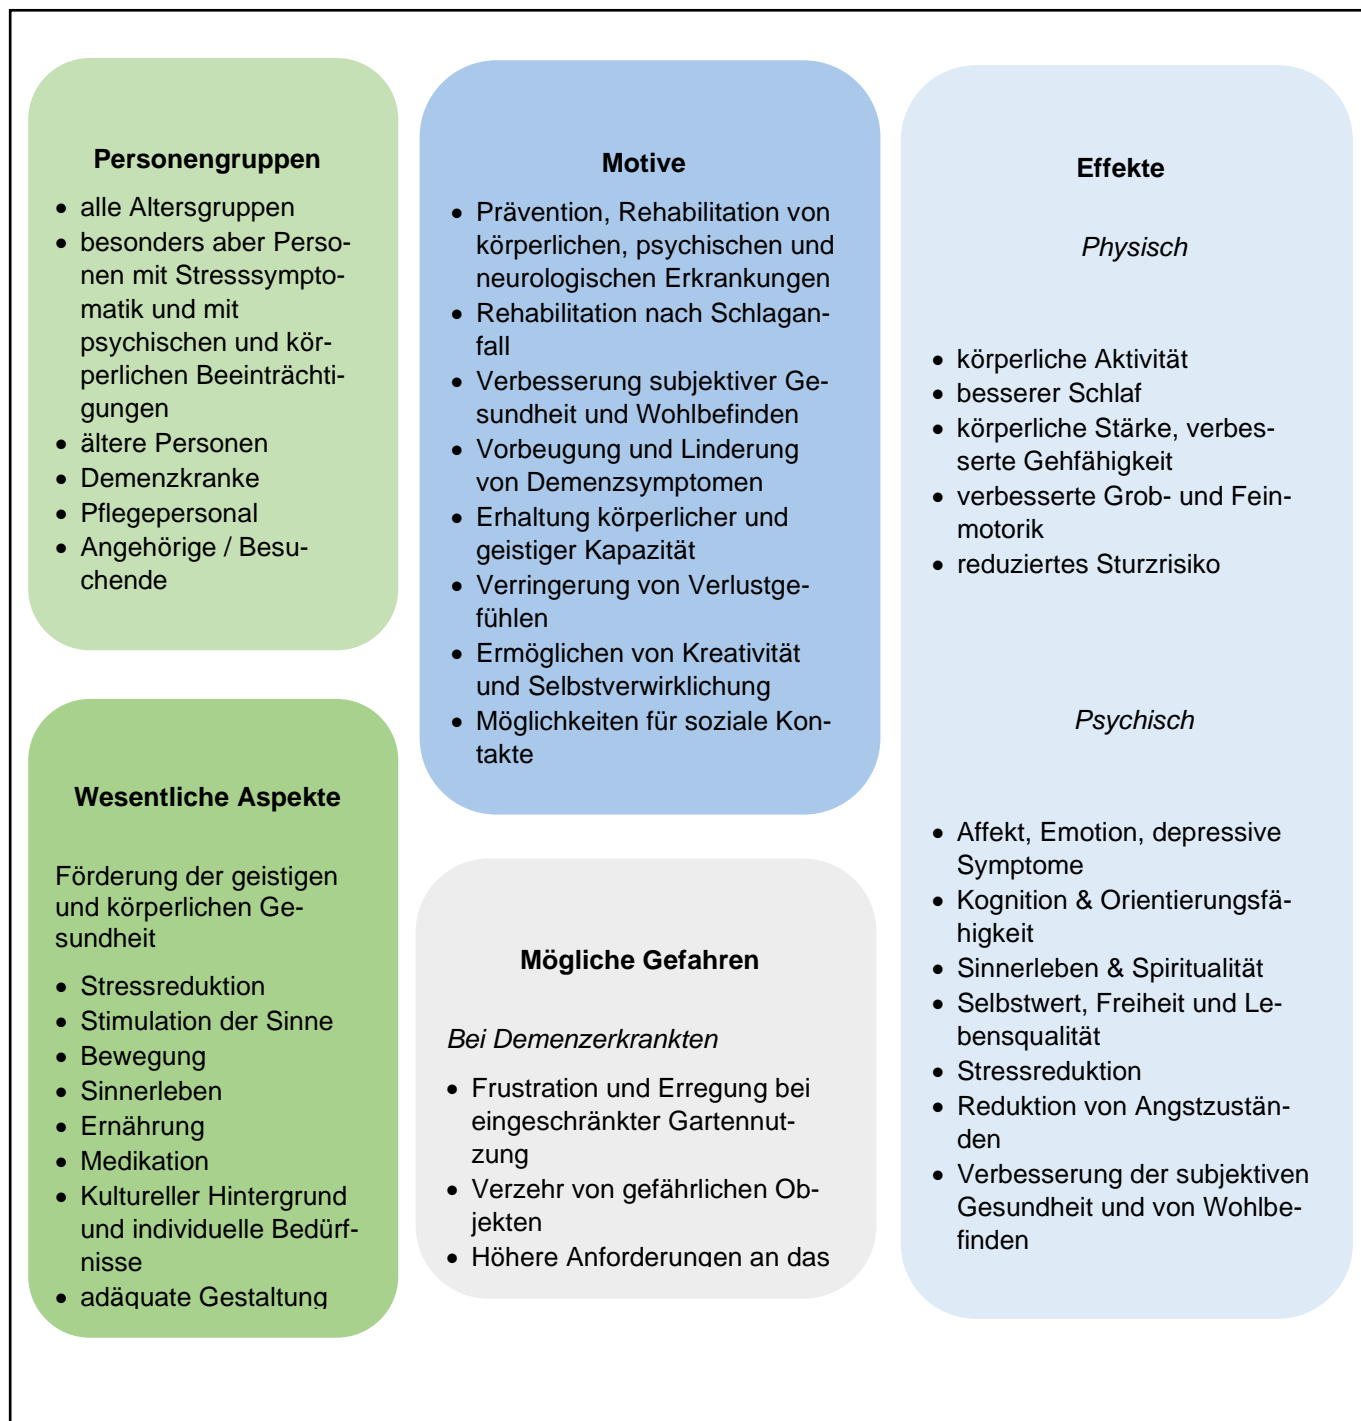 Personengruppen
• alle Altersgruppen
• besonders aber Perso-
nen mit Stresssympto-
matik und mit
psychischen und kör-
perlichen Beeinträchti-
gungen
• ältere Personen
• Demenzkranke
• Pflegepersonal
• Angehörige / Besu-
chende
Wesentliche Aspekte
Förderung der geistigen
und körperlichen Ge-
sundheit
• Stressreduktion
• Stimulation der Sinne
• Bewegung
• Sinnerleben
• Ernährung
• Medikation
• Kultureller Hintergrund
und individuelle Bedürf-
nisse
• adäquate Gestaltung
Motive
• Prävention, Rehabilitation von
körperlichen, psychischen und
neurologischen Erkrankungen
• Rehabilitation nach Schlagan-
fall
• Verbesserung subjektiver Ge-
sundheit und Wohlbefinden
• Vorbeugung und Linderung
von Demenzsymptomen
• Erhaltung körperlicher und
geistiger Kapazität
• Verringerung von Verlustge-
fühlen
• Ermöglichen von Kreativität
und Selbstverwirklichung
• Möglichkeiten für soziale Kon-
takte
Mögliche Gefahren
Bei Demenzerkrankten
• Frustration und Erregung bei
eingeschränkter Gartennut-
zung
• Verzehr von gefährlichen Ob-
jekten
• Höhere Anforderungen an das
Effekte
Physisch
• körperliche Aktivität
• besserer Schlaf
• körperliche Stärke, verbes-
serte Gehfähigkeit
• verbesserte Grob- und Fein-
motorik
• reduziertes Sturzrisiko
Psychisch
• Affekt, Emotion, depressive
Symptome
• Kognition & Orientierungsfä-
higkeit
• Sinnerleben & Spiritualität
• Selbstwert, Freiheit und Le-
bensqualität
• Stressreduktion
• Reduktion von Angstzustän-
den
• Verbesserung der subjektiven
Gesundheit und von Wohlbe-
finden